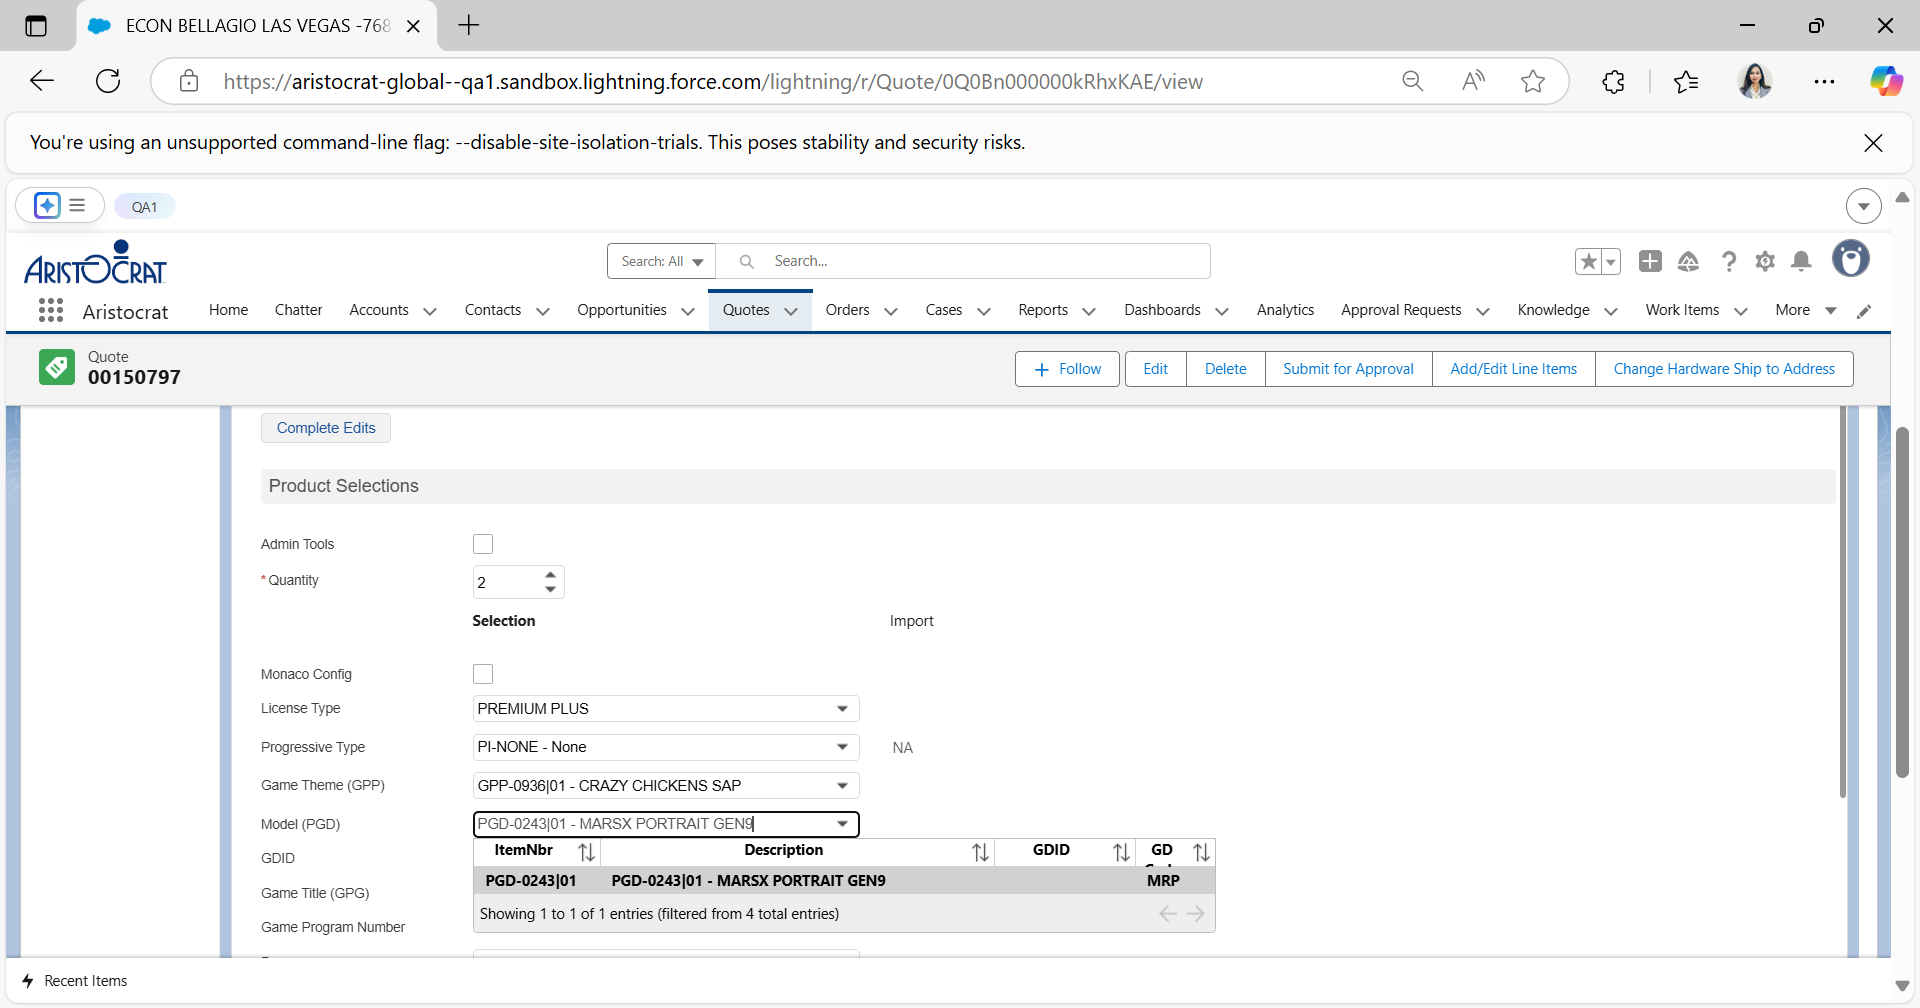 ECON BELLAGIO LAS VEGAS -768
https://aristocrat-global--qa1.sandbox.lightning.force.com/lightning/r/Quote/0Q0Bn000000kRhxKAE/view
You're using an unsupported command-line flag: --disable-site-isolation-trials. This poses stability and security risks.
QA1
ARISTOCRAT
Search: All
Search...
Aristocrat
Home
Chatter
Accounts
Contacts
Opportunities
Quotes
Orders
Cases
Reports
Dashboards
Analytics
Approval Requests
Knowledge
Work Items
More
Quote
00150797
Follow
Edit
Delete
Submit for Approval
Add/Edit Line Items
Change Hardware Ship to Address
Complete Edits
Product Selections
Admin Tools
*Quantity
2
Selection
Import
Monaco Config
License Type
PREMIUM PLUS
Progressive Type
PI-NONE - None
NA
Game Theme (GPP)
GPP-0936|01 - CRAZY CHICKENS SAP
Model (PGD)
PGD-0243|01 - MARSX PORTRAIT GEN9
ItemNbr
Description
GDID
GD
GDID
PGD-0243|01
PGD-0243|01 - MARSX PORTRAIT GEN9
MRP
Game Title (GPG)
Showing 1 to 1 of 1 entries (filtered from 4 total entries)
Game Program Number
Recent Items